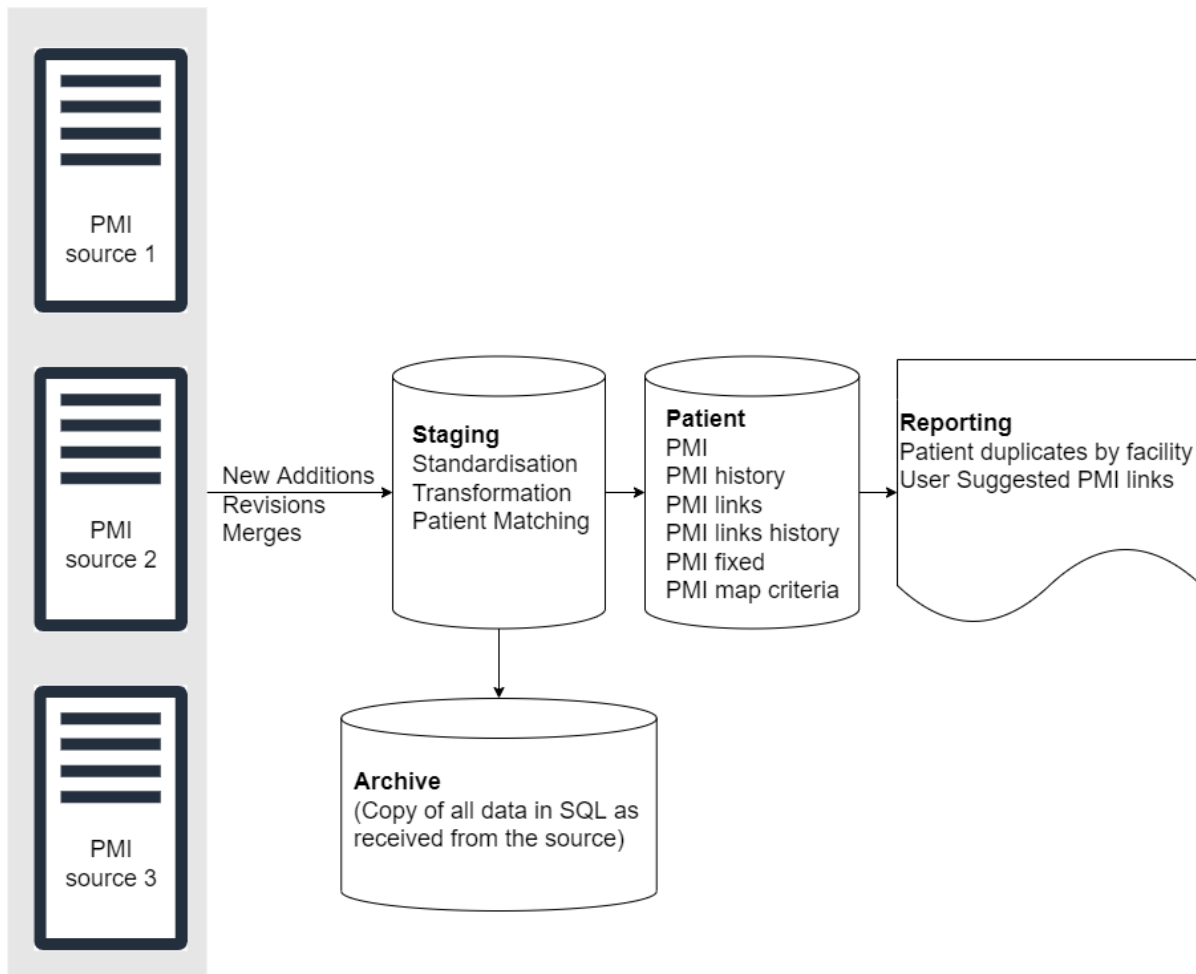 PMI
source 1
PMI
source 2
PMI
source 3
New Additions
Revisions
Merges
Staging
Standardisation
Transformation
Patient Matching
Patient
PMI
PMI history
PMI links
PMI links history
PMI fixed
PMI map criteria
Reporting
Patient duplicates by facility
User Suggested PMI links
Archive
(Copy of all data in SQL as
received from the source)